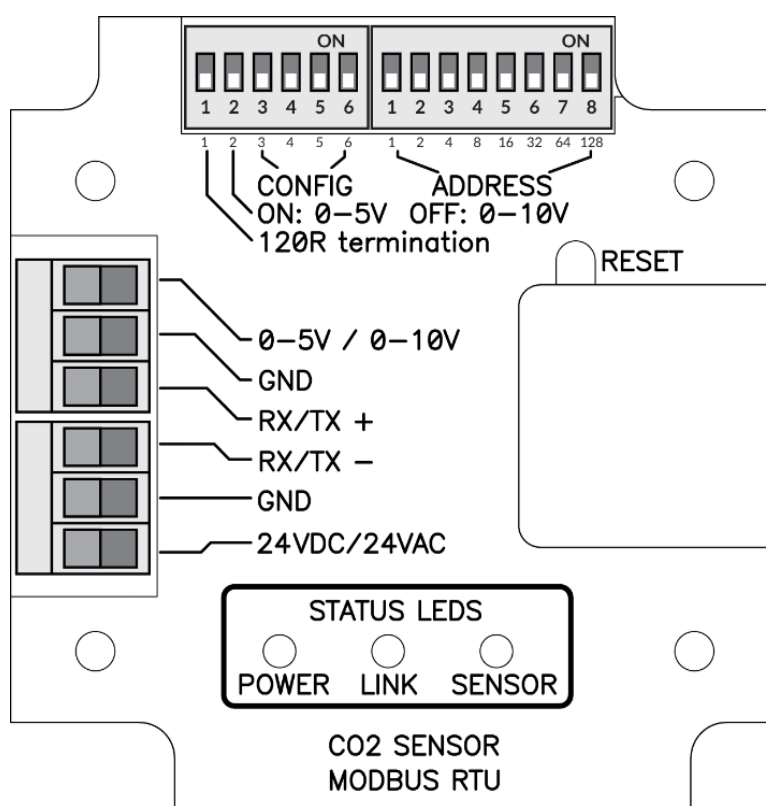 ON ON
1 2 3 4 5 6 1 2 3 4 5 6 7 8
1 2 3 4 5 6 1 2 4 8 16 32 64 128
CONFIG ADDRESS
ON: 0-5V OFF: 0-10V
120R termination
RESET
0-5V / 0-10V
GND
RX/TX +
RX/TX -
GND
24VDC/24VAC
STATUS LEDS
POWER LINK SENSOR
CO2 SENSOR
MODBUS RTU